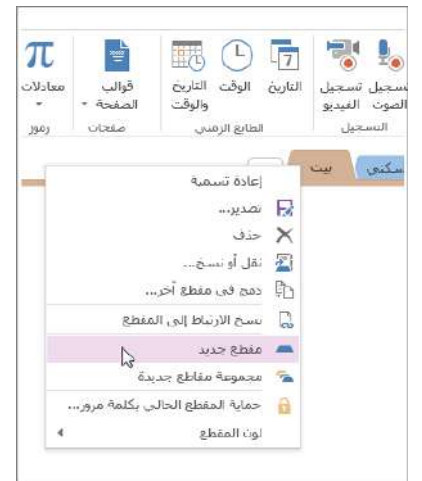 تسجيل تسجيل التاريخ الوقت التاريخ قوالب معادلات
الصوت الفيديو والوقت الصفحة
التسجيل الطابع الزمني صفحات رموز
سكني بيت
إعادة تسمية
تصدير...
حذف
نقل أو نسخ...
دمج في مقطع آخر...
نسخ الارتباط إلى المقطع
مقطع جديد
مجموعة مقاطع جديدة
حماية المقطع الحالي بكلمة مرور...
لون المقطع